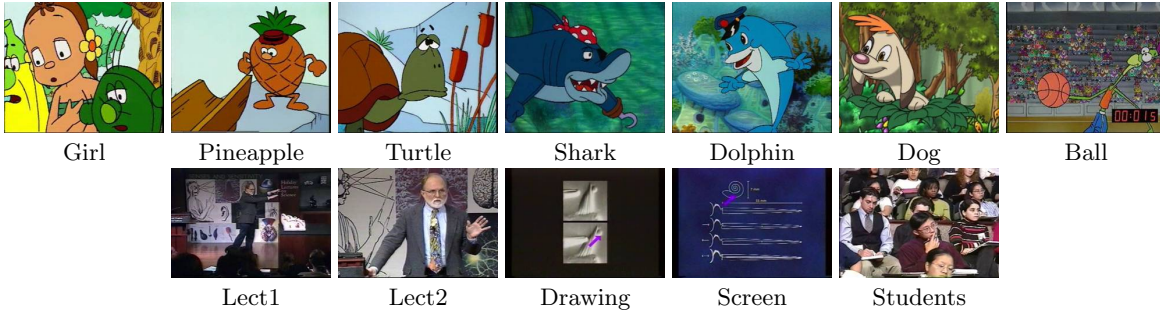 Girl Pineapple Turtle Shark Dolphin Dog Ball
00:015
Lect1 Lect2 Drawing Screen Students